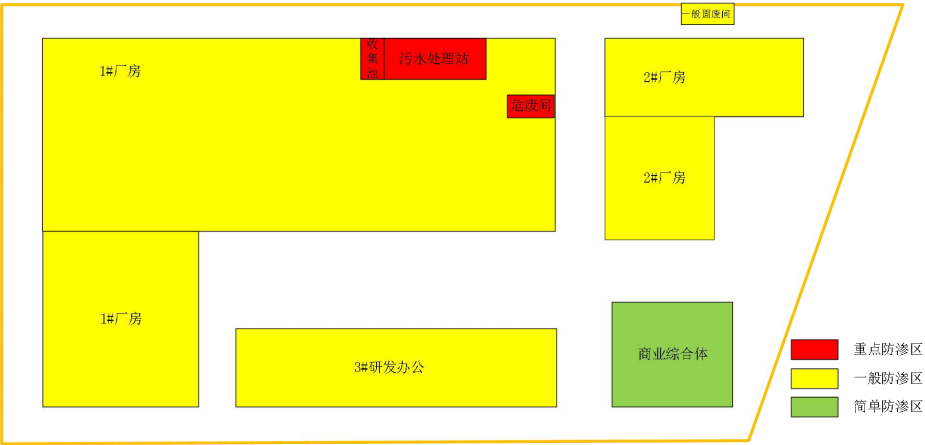 一般固废间
1#厂房
收集池
污水处理站
危废间
2#厂房
2#厂房
1#厂房
3#研发办公
商业综合体
重点防渗区
一般防渗区
简单防渗区